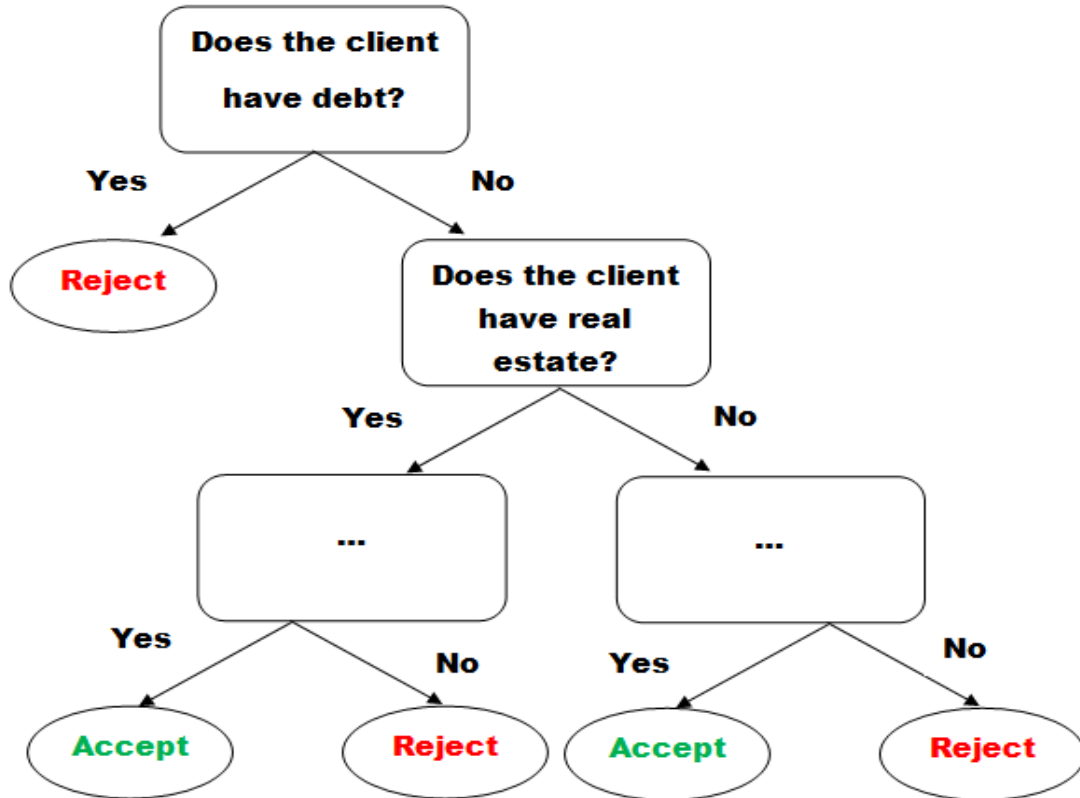 Does the client
have debt?
Yes
No
Reject
Does the client
have real
estate?
Yes
No
...
...
Yes
No
Yes
No
Accept
Reject
Accept
Reject